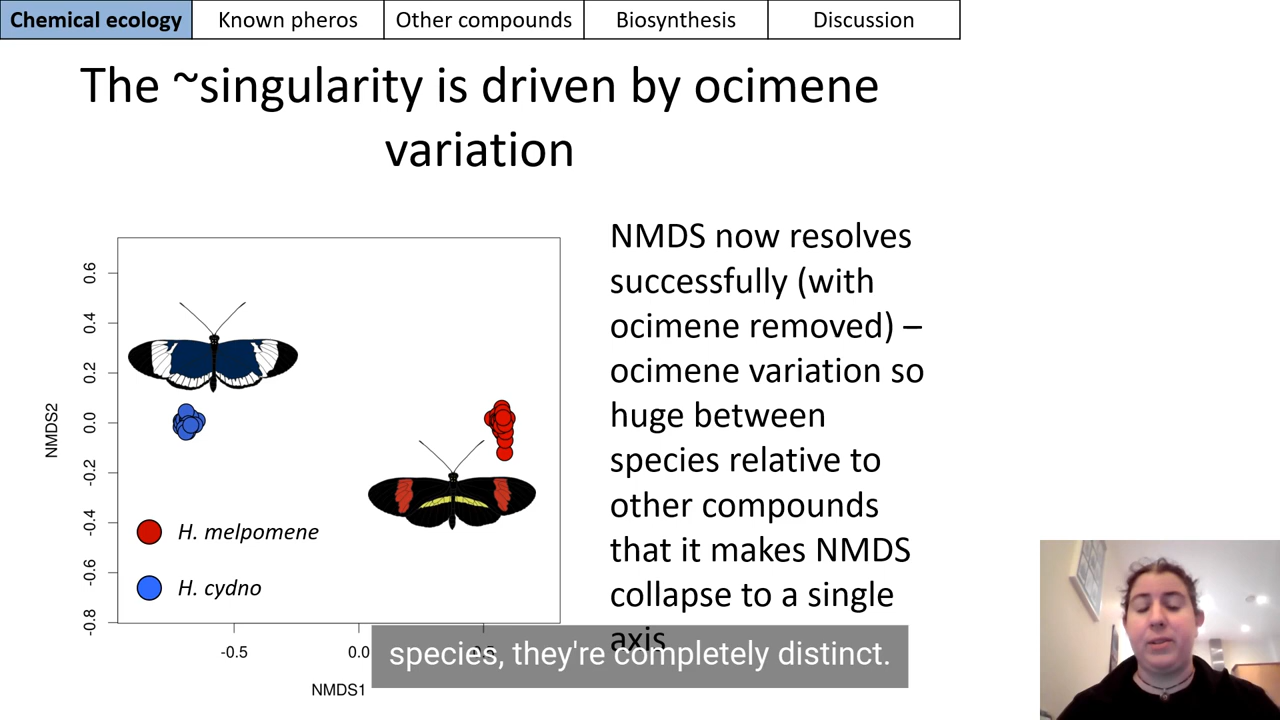 Chemical ecology
Known pheros
Other compounds
Biosynthesis
Discussion
The ~singularity is driven by ocimene
variation
NMDS now resolves
successfully (with
ocimene removed) –
ocimene variation so
huge between
species relative to
other compounds
that it makes NMDS
collapse to a single
axis
NMDS2
0.6
0.4
0.2
0.0
-0.2
-0.4
-0.6
-0.8
H. melpomene
H. cydno
-0.5
0.0
NMDS1
species, they're completely distinct.